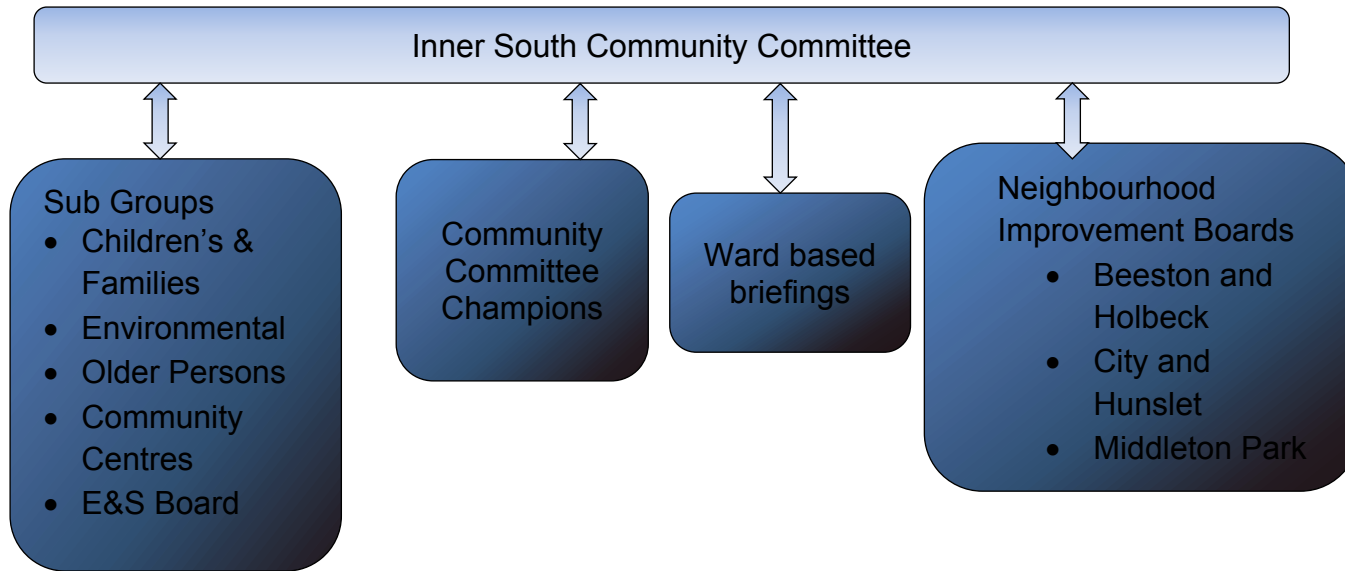 Inner South Community Committee
Sub Groups
• Children’s &
Families
• Environmental
• Older Persons
• Community
Centres
• E&S Board
Community
Committee
Champions
Ward based
briefings
Neighbourhood
Improvement Boards
• Beeston and
Holbeck
• City and
Hunslet
• Middleton Park